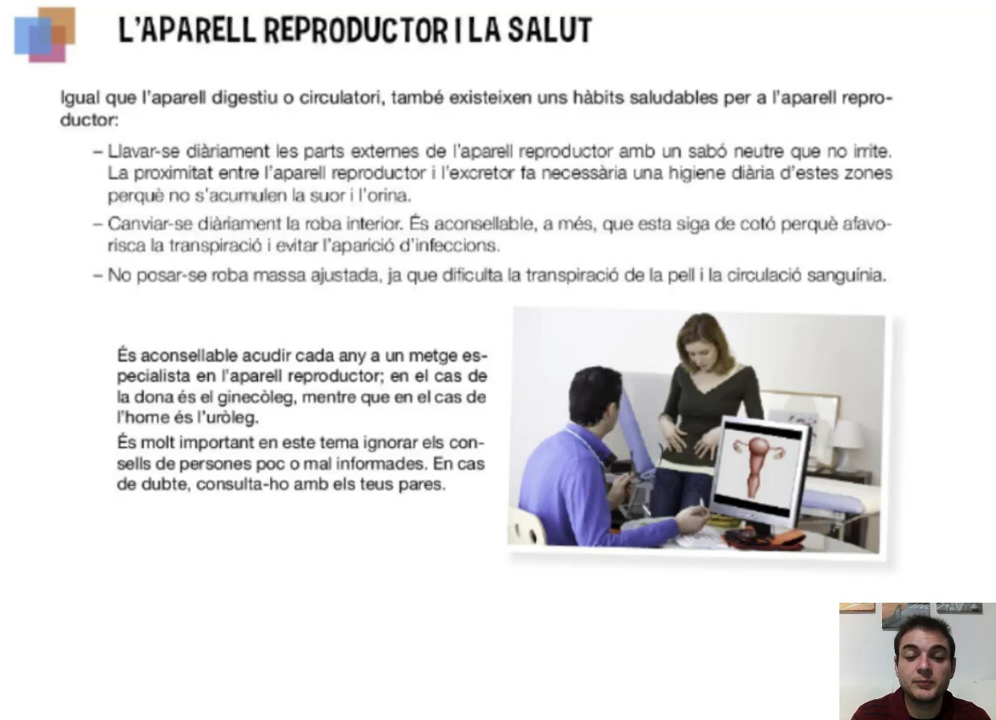 L'APARELL REPRODUCTOR I LA SALUT
Igual que l'aparell digestiu o circulatori, també existeixen uns hàbits saludables per a l'aparell repro-
ductor:
– Llavar-se diàriament les parts externes de l'aparell reproductor amb un sabó neutre que no irrite.
La proximitat entre l'aparell reproductor i l'excretor fa necessària una higiene diària d'estes zones
perquè no s'acumulen la suor i l'orina.
– Canviar-se diàriament la roba interior. És aconsellable, a més, que esta siga de cotó perquè afavo-
risca la transpiració i evitar l'aparició d'infeccions.
– No posar-se roba massa ajustada, ja que dificulta la transpiració de la pell i la circulació sanguínia.
És aconsellable acudir cada any a un metge es-
pecialista en l'aparell reproductor; en el cas de
la dona és el ginecòleg, mentre que en el cas de
l'home és l'uròleg.
És molt important en este tema ignorar els con-
sells de persones poc o mal informades. En cas
de dubte, consulta-ho amb els teus pares.